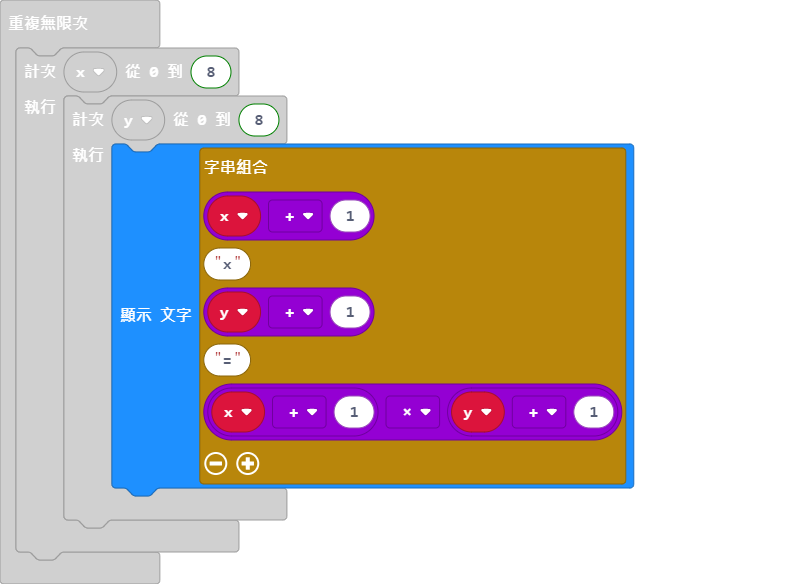 重複無限次
計次 x 從 0 到 8
執行
計次 y 從 0 到 8
執行
字串組合
x + 1
"x"
顯示 文字
y + 1
"="
x + 1 × y + 1